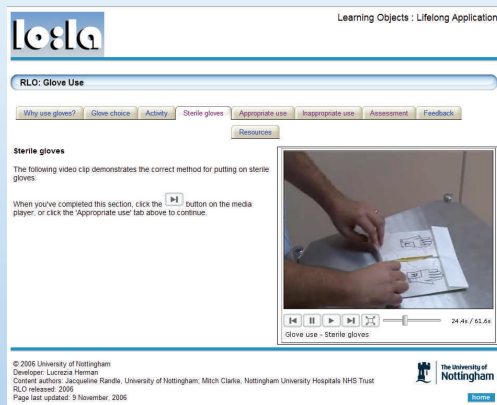 lo:la
Learning Objects : Lifelong Application
RLO: Glove Use
Why use gloves?
Glove choice
Activity
Sterile gloves
Appropriate use
Inappropriate use
Assessment
Feedback
Resources
Sterile gloves
The following video clip demonstrates the correct method for putting on sterile
gloves.
When you've completed this section, click the button on the media
player, or click the 'Appropriate use' tab above to continue.
24.4s / 61.6s
Glove use - Sterile gloves
© 2006 University of Nottingham
Developer: Lucrezia Herman
Content authors: Jacqueline Randle, University of Nottingham; Mitch Clarke, Nottingham University Hospitals NHS Trust
RLO released: 2006
Page last updated: 9 November, 2006
The University of
Nottingham
home